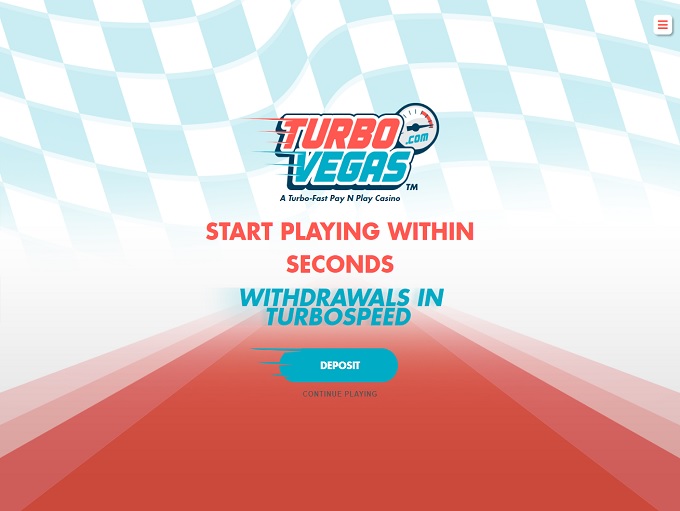 TURBO
.COM
VEGAS
TM
A Turbo-Fast Pay N Play Casino
START PLAYING WITHIN
SECONDS
WITHDRAWALS IN
TURBOSPEED
DEPOSIT
CONTINUE PLAYING